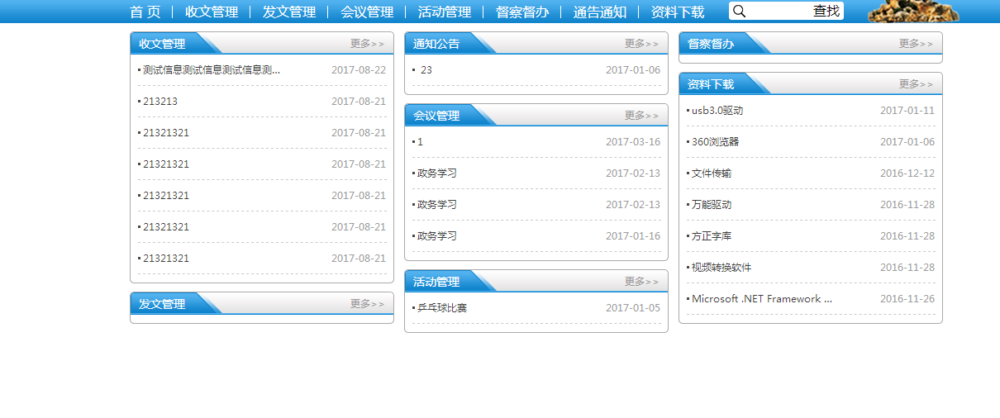 首 页 收文管理 发文管理 会议管理 活动管理 督察督办 通告通知 资料下载 查找
收文管理 更多>>
测试信息测试信息测试信息测... 2017-08-22
213213 2017-08-21
21321321 2017-08-21
21321321 2017-08-21
21321321 2017-08-21
21321321 2017-08-21
21321321 2017-08-21
发文管理 更多>>
通知公告 更多>>
23 2017-01-06
会议管理 更多>>
1 2017-03-16
政务学习 2017-02-13
政务学习 2017-02-13
政务学习 2017-01-16
活动管理 更多>>
乒乓球比赛 2017-01-05
督察督办 更多>>
资料下载 更多>>
usb3.0驱动 2017-01-11
360浏览器 2017-01-06
文件传输 2016-12-12
万能驱动 2016-11-28
方正字库 2016-11-28
视频转换软件 2016-11-28
Microsoft .NET Framework ... 2016-11-26